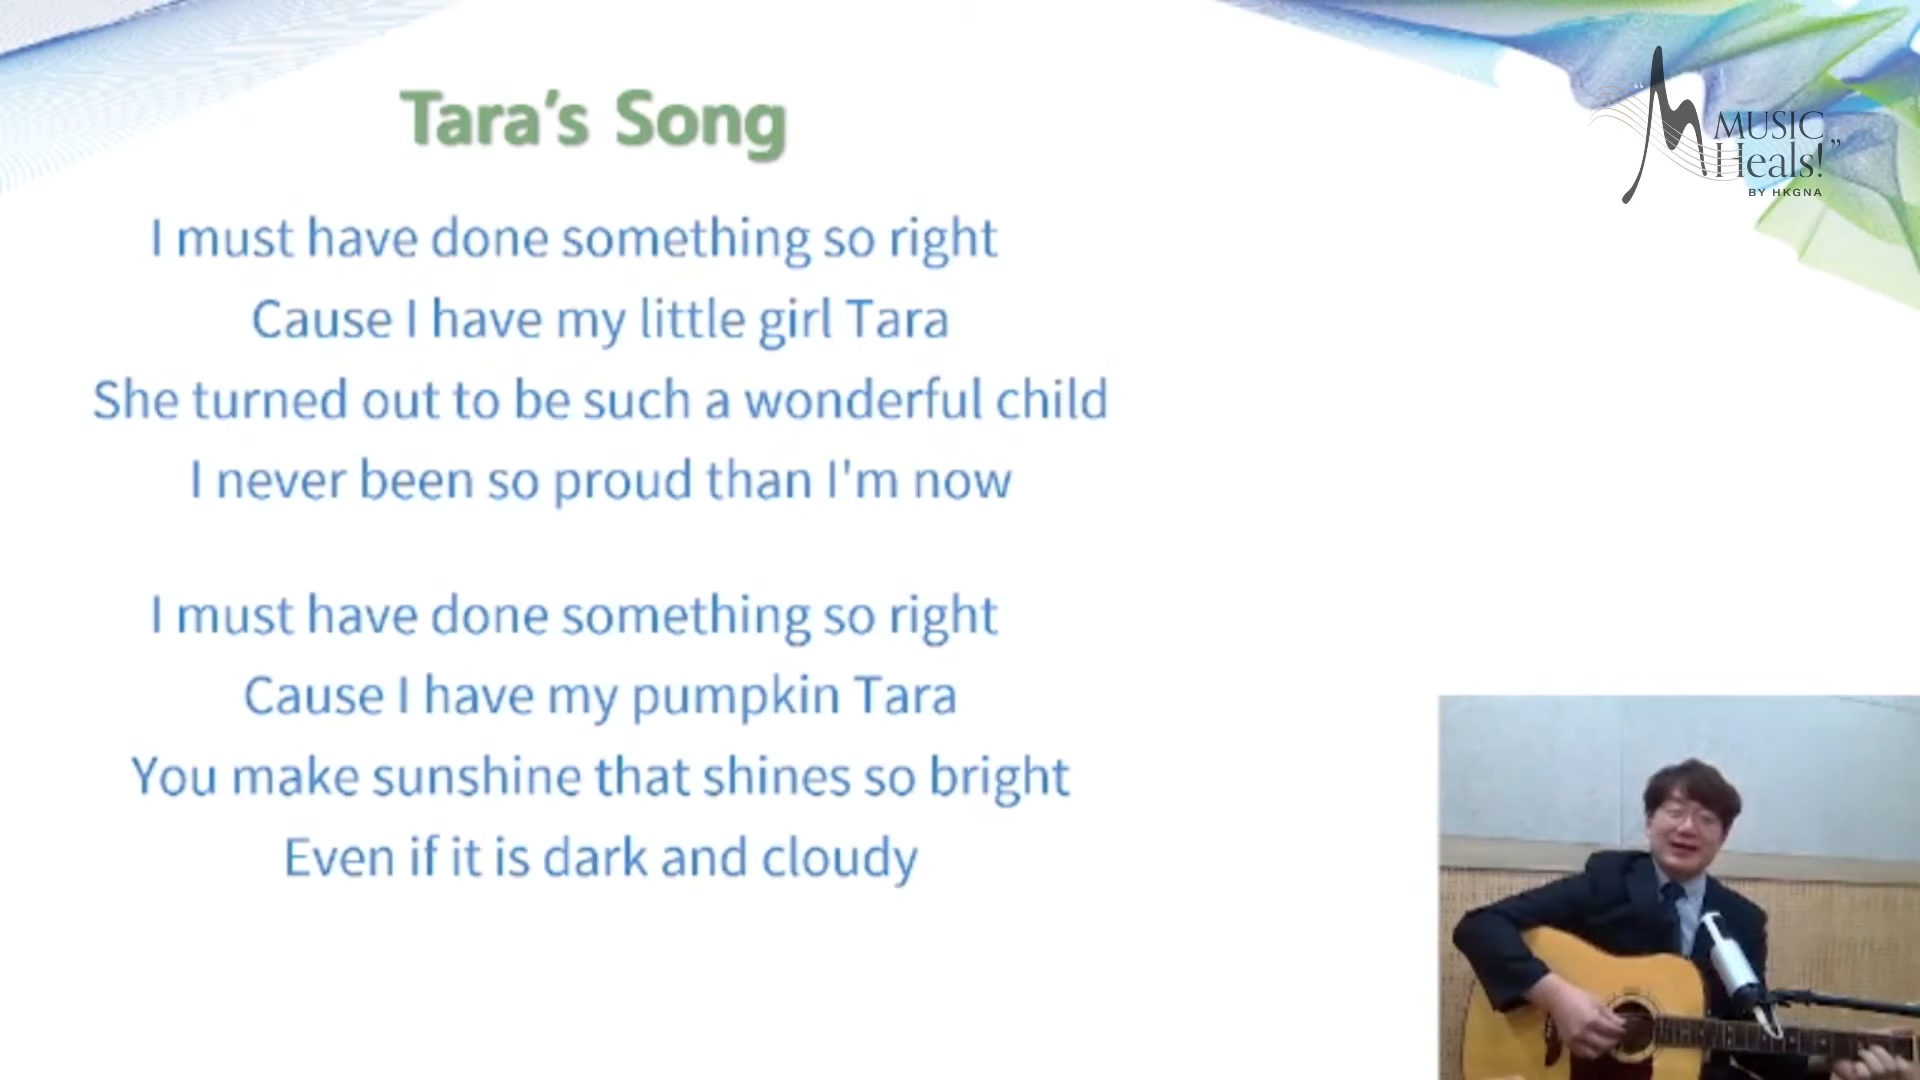 Tara's Song
I must have done something so right
Cause I have my little girl Tara
She turned out to be such a wonderful child
I never been so proud than I'm now
I must have done something so right
Cause I have my pumpkin Tara
You make sunshine that shines so bright
Even if it is dark and cloudy
"MUSIC
Heals!"
BY HKGNA